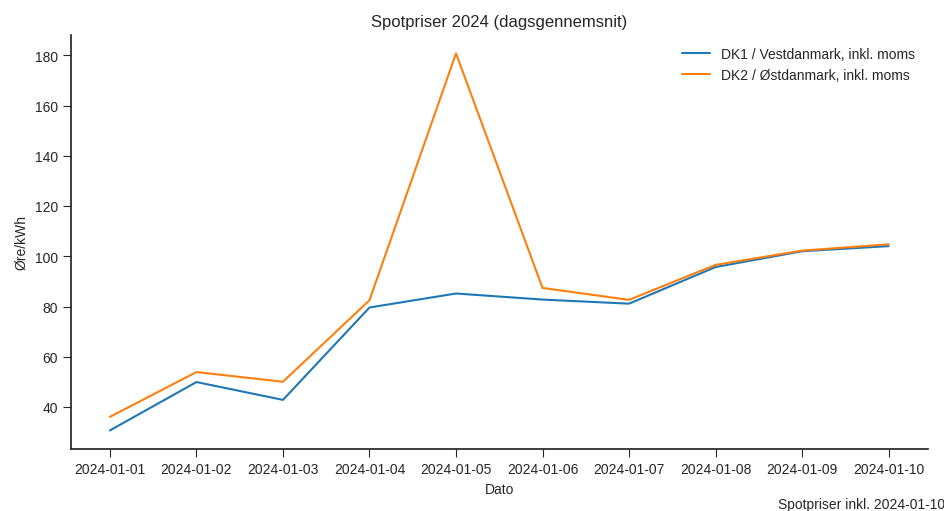 Spotpriser 2024 (dagsgennemsnit)
DK1 / Vestdanmark, inkl. moms
DK2 / Østdanmark, inkl. moms
Øre/kWh
180
160
140
120
100
80
60
40
2024-01-01 2024-01-02 2024-01-03 2024-01-04 2024-01-05 2024-01-06 2024-01-07 2024-01-08 2024-01-09 2024-01-10
Dato
Spotpriser inkl. 2024-01-10